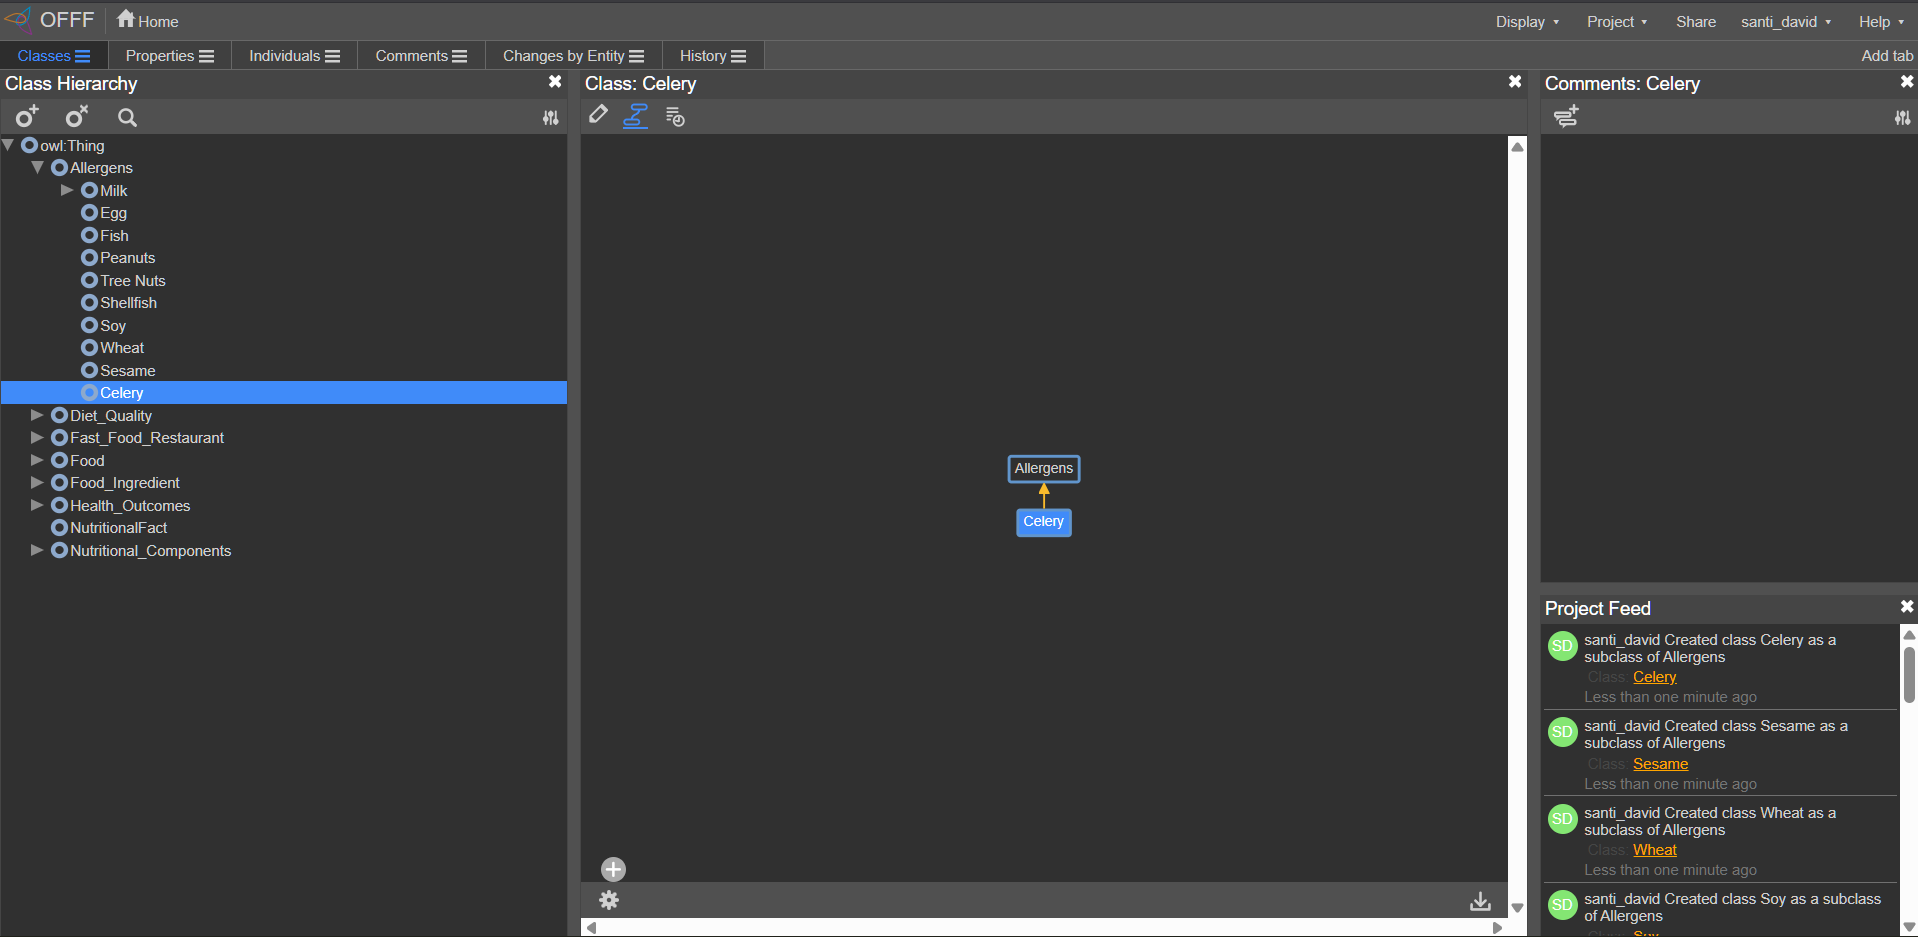 OFFF
Home
Display
Project
Share
santi_david
Help
Classes
Properties
Individuals
Comments
Changes by Entity
History
Add tab
Class Hierarchy
owl:Thing
Allergens
Milk
Egg
Fish
Peanuts
Tree Nuts
Shellfish
Soy
Wheat
Sesame
Celery
Diet_Quality
Fast_Food_Restaurant
Food
Food_Ingredient
Health_Outcomes
NutritionalFact
Nutritional_Components
Class: Celery
Allergens
Celery
Comments: Celery
Project Feed
SD
santi_david Created class Celery as a
subclass of Allergens
Class: Celery
Less than one minute ago
SD
santi_david Created class Sesame as a
subclass of Allergens
Class: Sesame
Less than one minute ago
SD
santi_david Created class Wheat as a
subclass of Allergens
Class: Wheat
Less than one minute ago
SD
santi_david Created class Soy as a subclass
of Allergens
Class: Soy